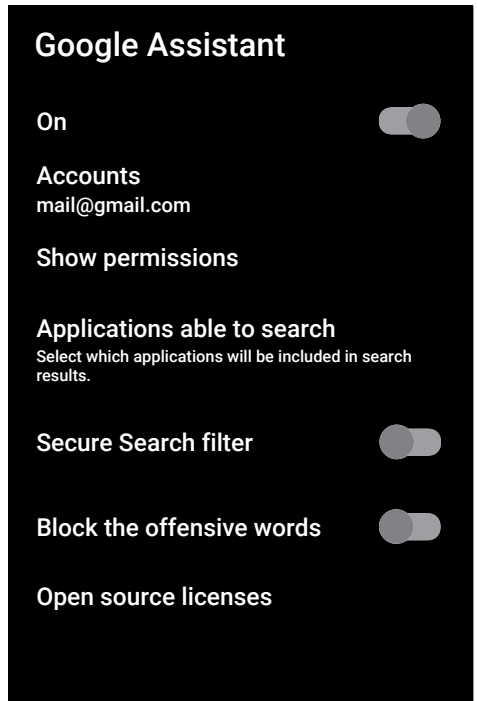 Google Assistant
On
Accounts
mail@gmail.com
Show permissions
Applications able to search
Select which applications will be included in search
results.
Secure Search filter
Block the offensive words
Open source licenses